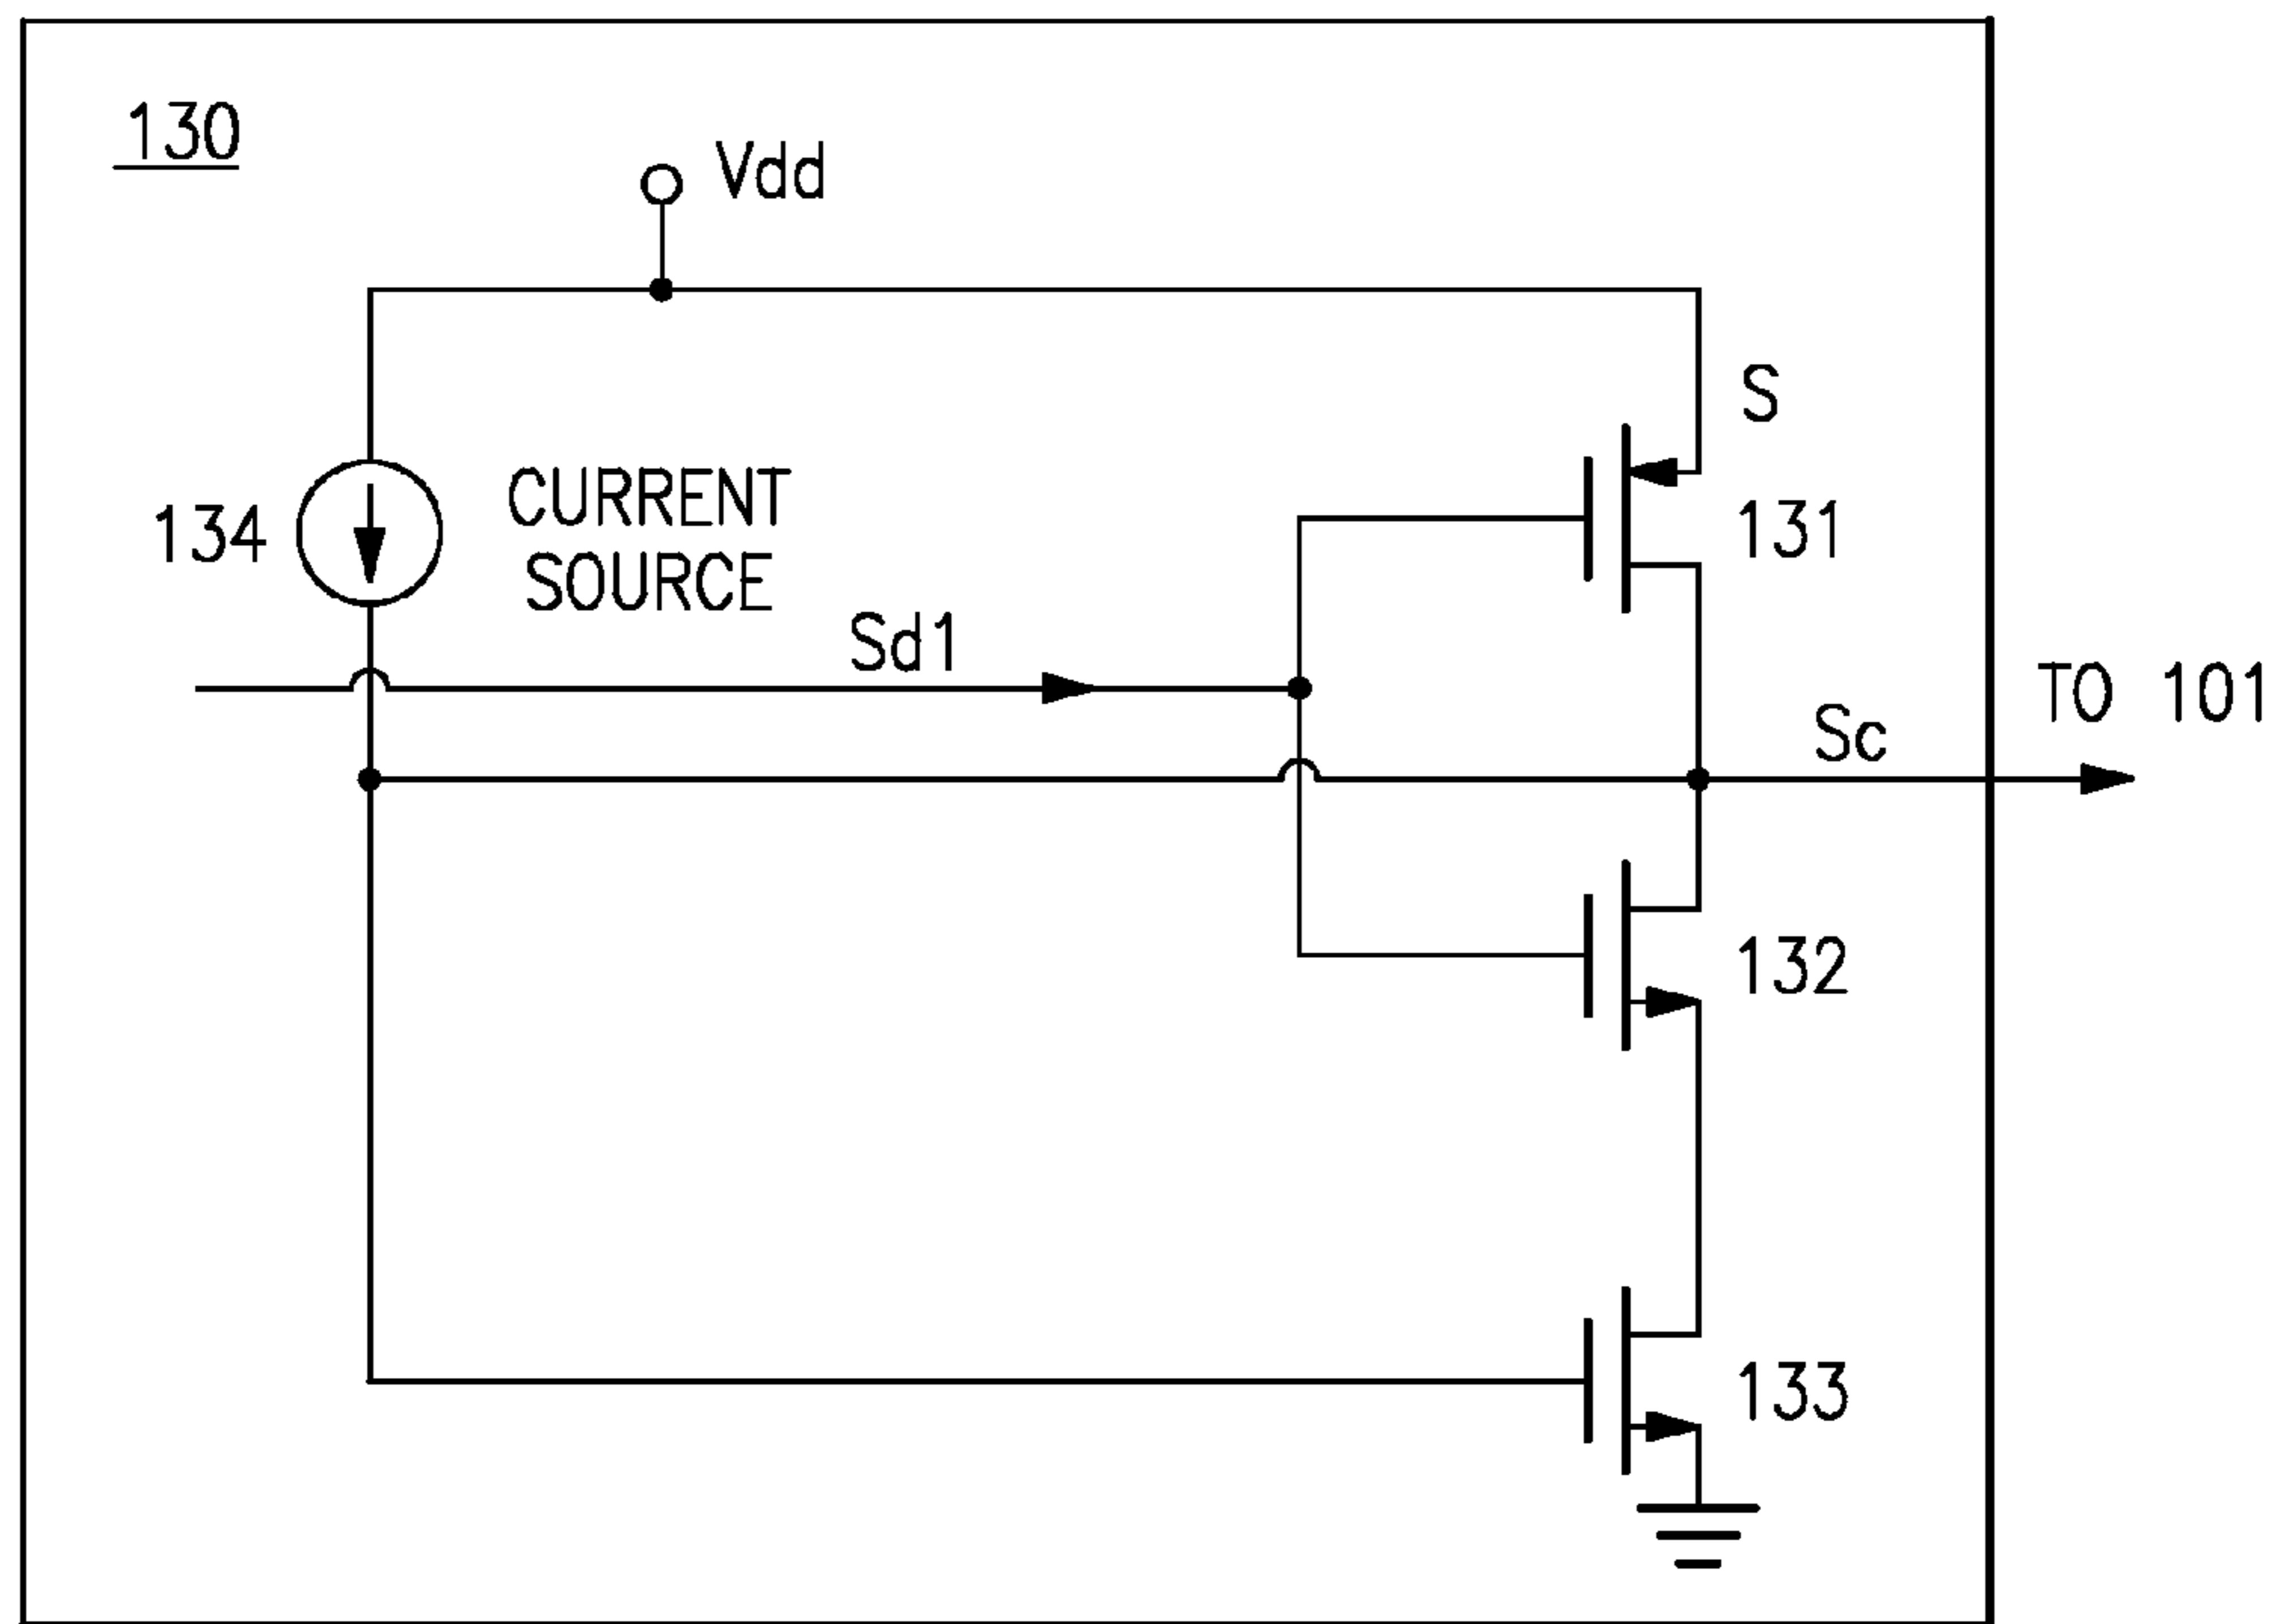 130
Vdd
S
CURRENT
SOURCE
134
131
Sd1
TO 101
Sc
132
133